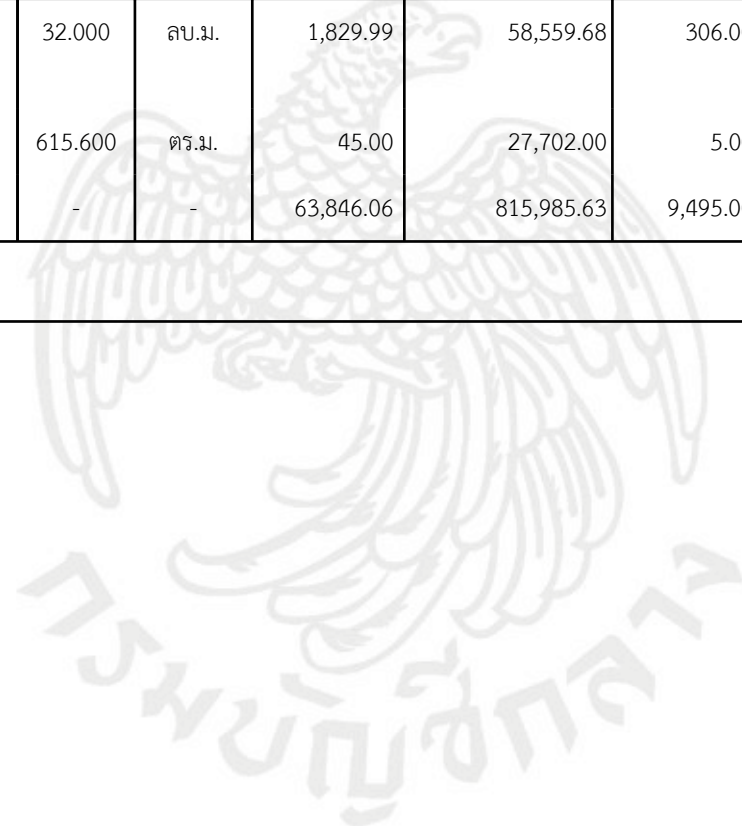 32.000 ลบ.ม. 1,829.99 58,559.68 306.0
615.600 ตร.ม. 45.00 27,702.00 5.0
- - 63,846.06 815,985.63 9,495.0
กรมบัญชีกลาง